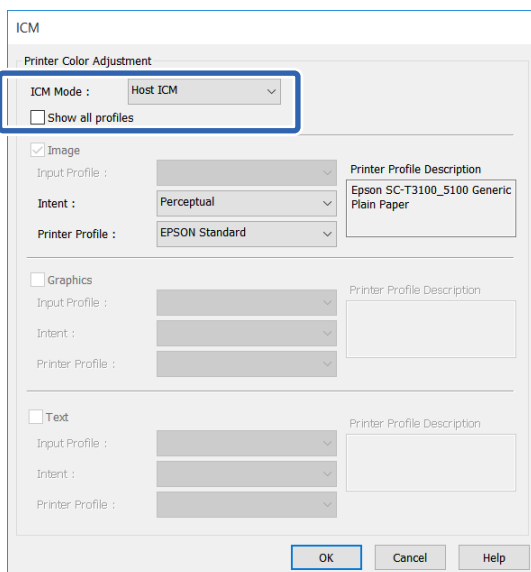 ICM
Printer Color Adjustment
ICM Mode : Host ICM
Show all profiles
Image
Input Profile :
Printer Profile Description
Intent : Perceptual
Epson SC-T3100_5100 Generic
Plain Paper
Printer Profile : EPSON Standard
Graphics
Input Profile :
Printer Profile Description
Intent :
Printer Profile :
Text
Input Profile :
Printer Profile Description
Intent :
Printer Profile :
OK Cancel Help